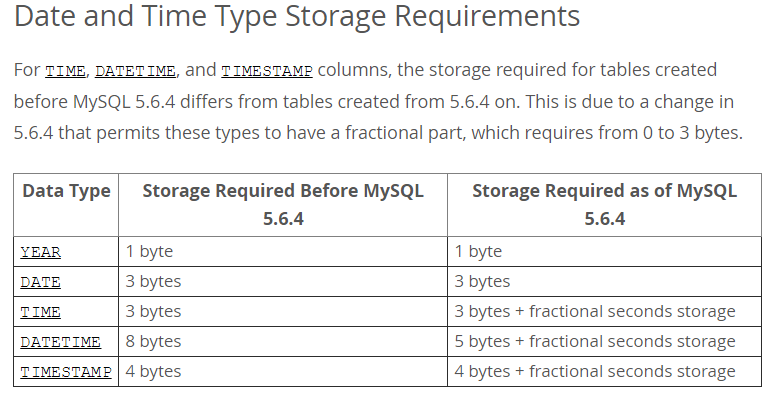 Date and Time Type Storage Requirements
For TIME, DATETIME, and TIMESTAMP columns, the storage required for tables created
before MySQL 5.6.4 differs from tables created from 5.6.4 on. This is due to a change in
5.6.4 that permits these types to have a fractional part, which requires from 0 to 3 bytes.
Data Type Storage Required Before MySQL 5.6.4 Storage Required as of MySQL 5.6.4
YEAR 1 byte 1 byte
DATE 3 bytes 3 bytes
TIME 3 bytes 3 bytes + fractional seconds storage
DATETIME 8 bytes 5 bytes + fractional seconds storage
TIMESTAMP 4 bytes 4 bytes + fractional seconds storage